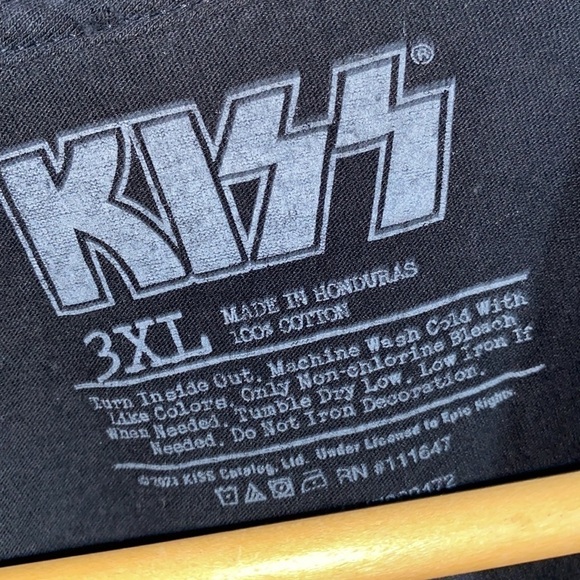 KISS®
3XL
MADE IN HONDURAS
100% COTTON
Turn Inside Out. Machine Wash Cold With
Like Colors. Only Non-chlorine Bleach
When Needed. Tumble Dry Low. Low Iron If
Needed. Do Not Iron Decoration.
©2021 KISS Catalog, Ltd. Under Licensed to Epic Rights.
RN #111647